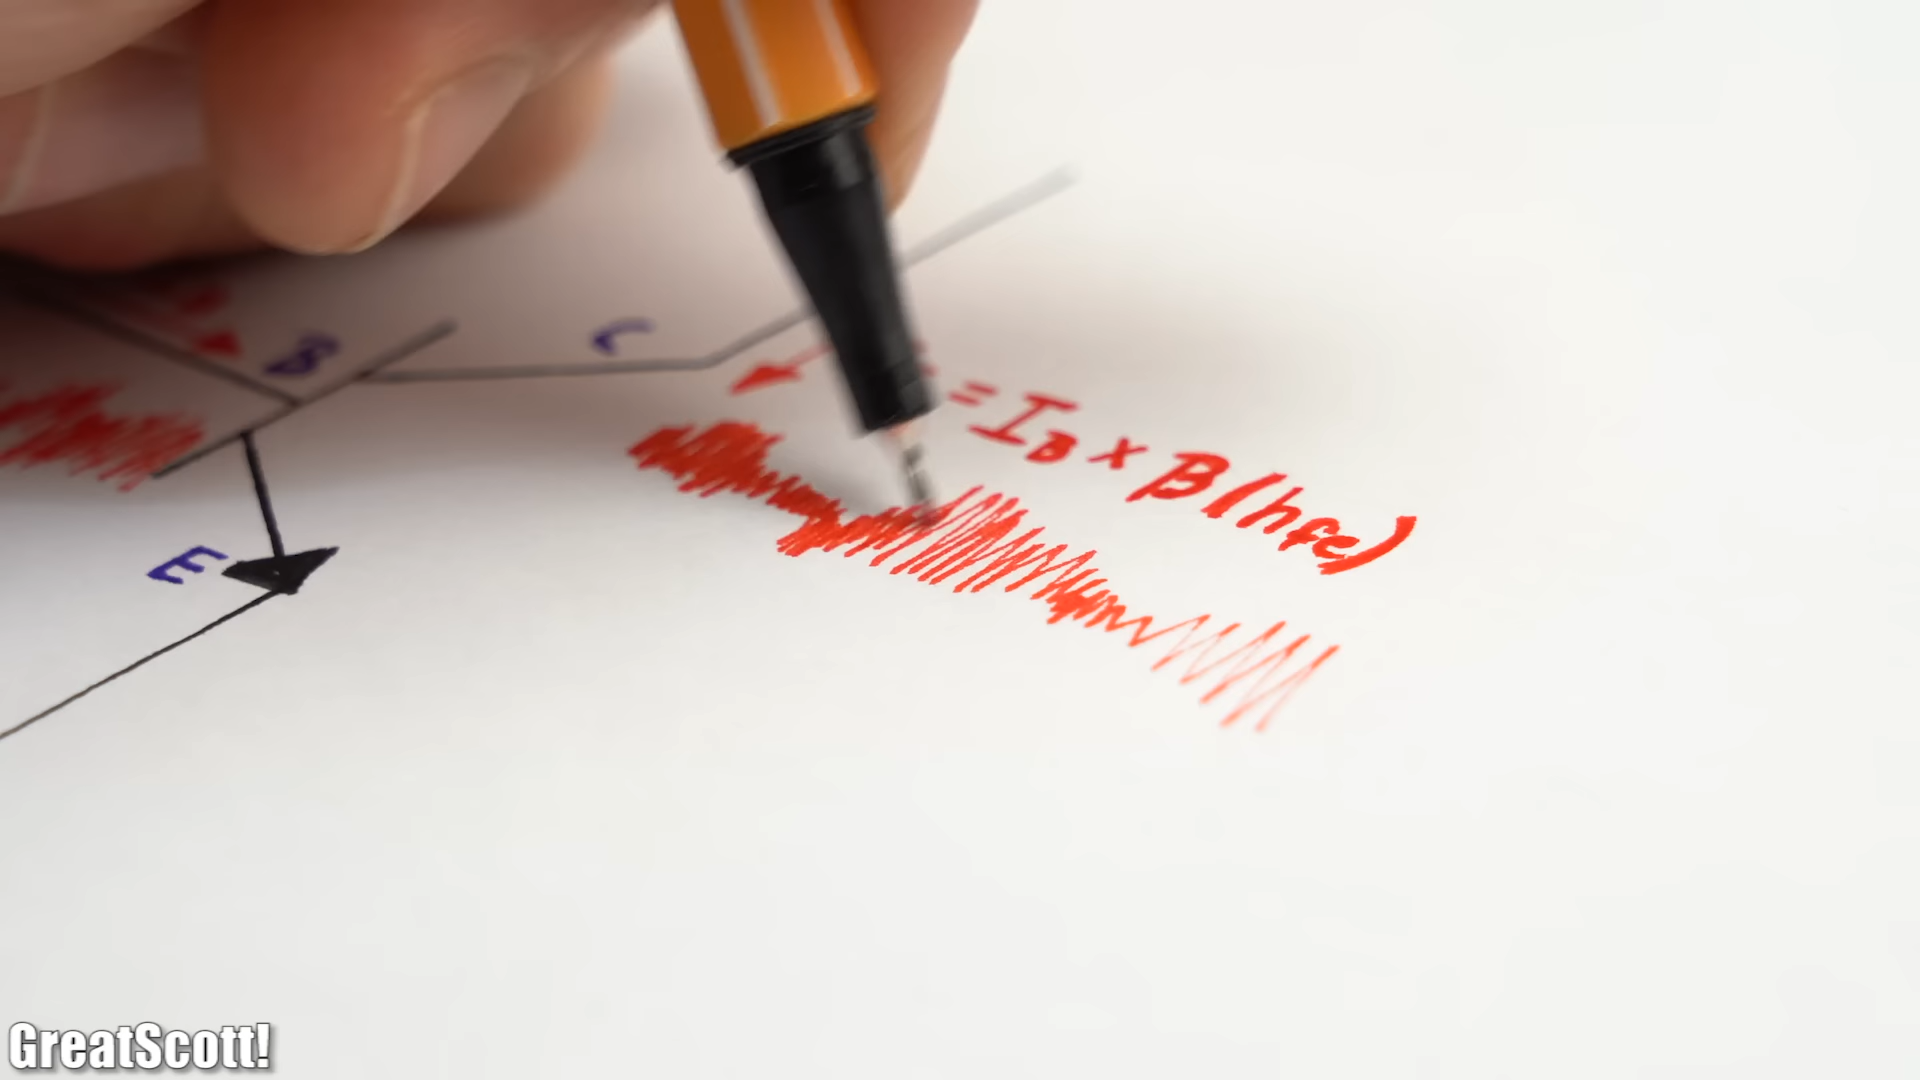 B
C
= IB × β (hfe)
E
GreatScott!